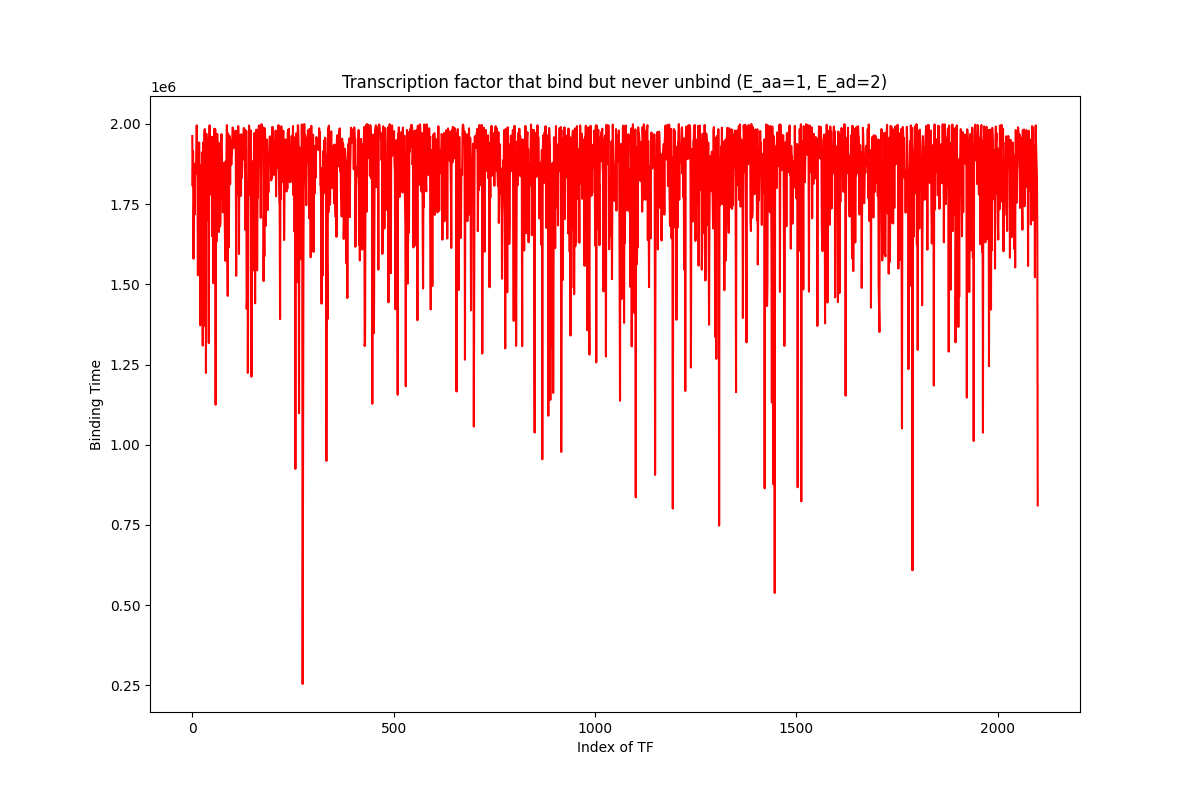 Transcription factor that bind but never unbind (E_aa=1, E_ad=2)
1e6
2.00
1.75
1.50
1.25
1.00
0.75
0.50
0.25
Binding Time
0 500 1000 1500 2000
Index of TF